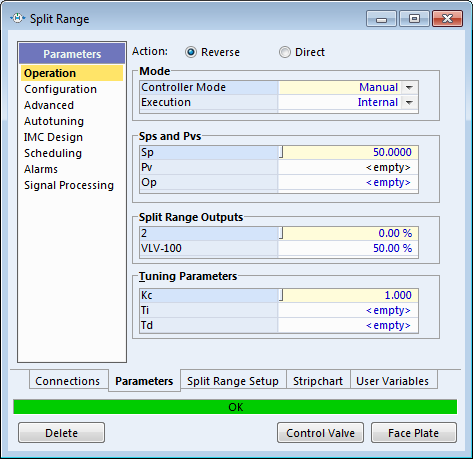 Split Range
Parameters
Operation
Configuration
Advanced
Autotuning
IMC Design
Scheduling
Alarms
Signal Processing
Action: Reverse Direct
Mode
Controller Mode Manual
Execution Internal
Sps and Pvs
Sp 50.0000
Pv <empty>
Op <empty>
Split Range Outputs
2 0.00 %
VLV-100 50.00 %
Tuning Parameters
Kc 1.000
Ti <empty>
Td <empty>
Connections Parameters Split Range Setup Stripchart User Variables
OK
Delete Control Valve Face Plate